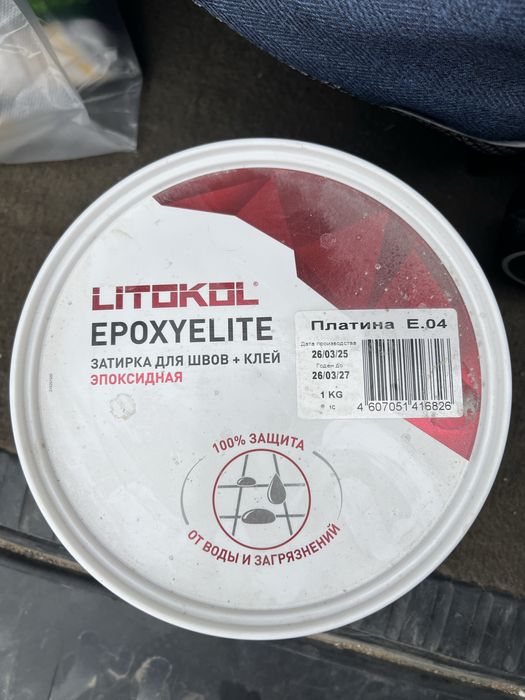 LITOKOL®
EPOXYELITE
ЗАТИРКА ДЛЯ ШВОВ + КЛЕЙ
ЭПОКСИДНАЯ
Платина E.04
Дата производства
26/03/25
Годен до
26/03/27
1 KG
1C
4 607051 416826
100% ЗАЩИТА
ОТ ВОДЫ И ЗАГРЯЗНЕНИЙ